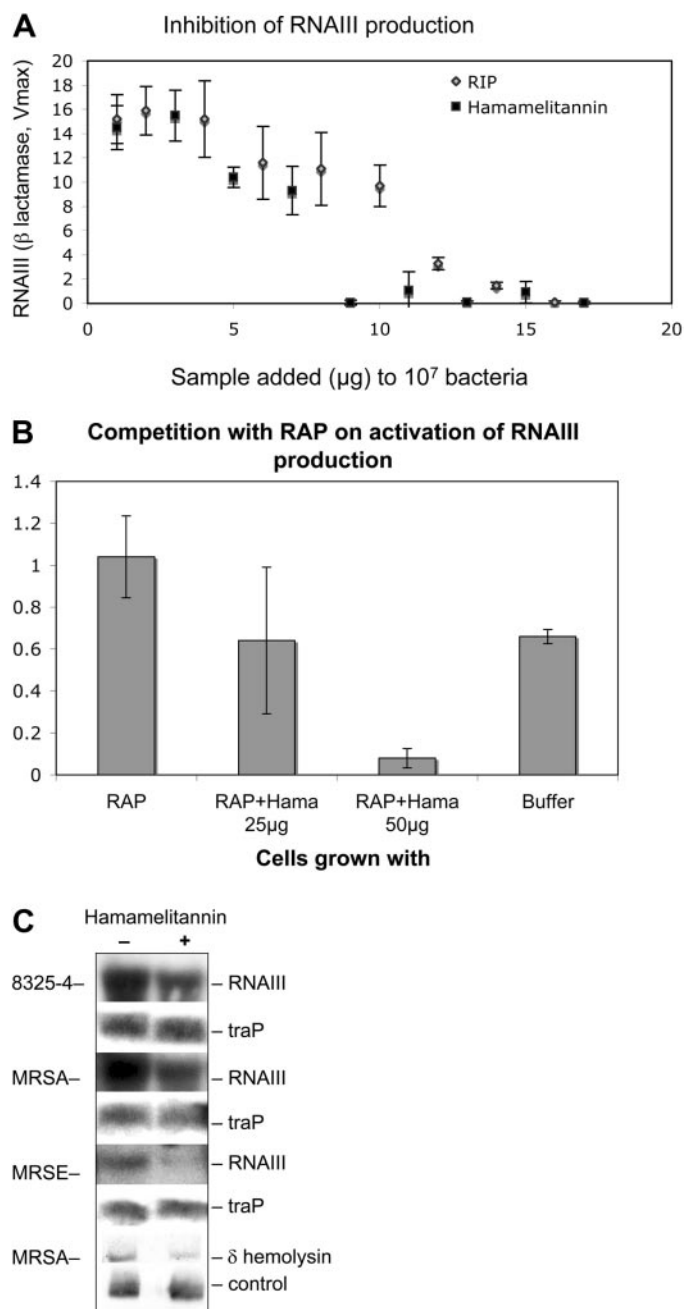 A
Inhibition of RNAIII production
RNAIII (β lactamase, Vmax)
20
18
16
14
12
10
8
6
4
2
0
RIP
Hamamelitannin
0 5 10 15 20
Sample added (µg) to 10⁷ bacteria
B
Competition with RAP on activation of RNAIII
production
1.4
1.2
1
0.8
0.6
0.4
0.2
0
RAP RAP+Hama RAP+Hama Buffer
25µg 50µg
Cells grown with
C
Hamamelitannin
– +
8325-4– – RNAIII
– traP
MRSA– – RNAIII
– traP
MRSE– – RNAIII
– traP
MRSA– – δ hemolysin
– control